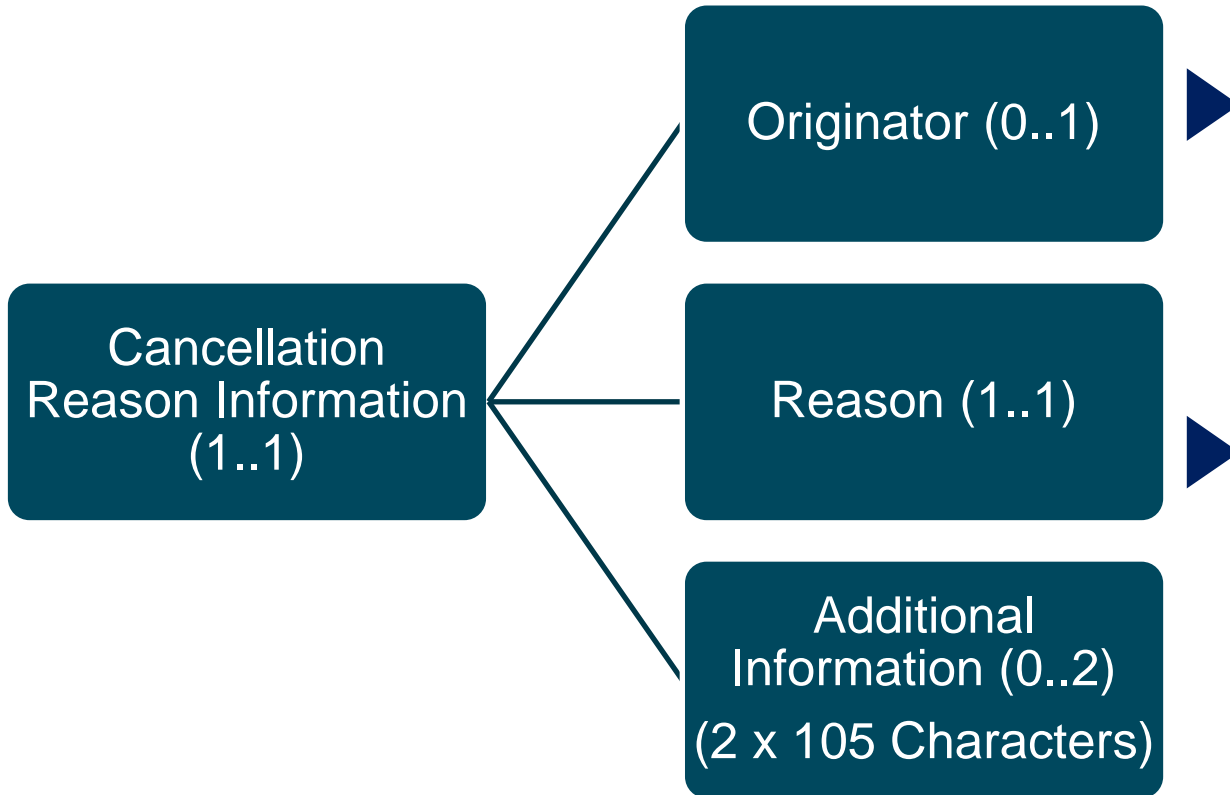 Originator (0..1)
Cancellation
Reason Information
(1..1)
Reason (1..1)
Additional
Information (0..2)
(2 x 105 Characters)